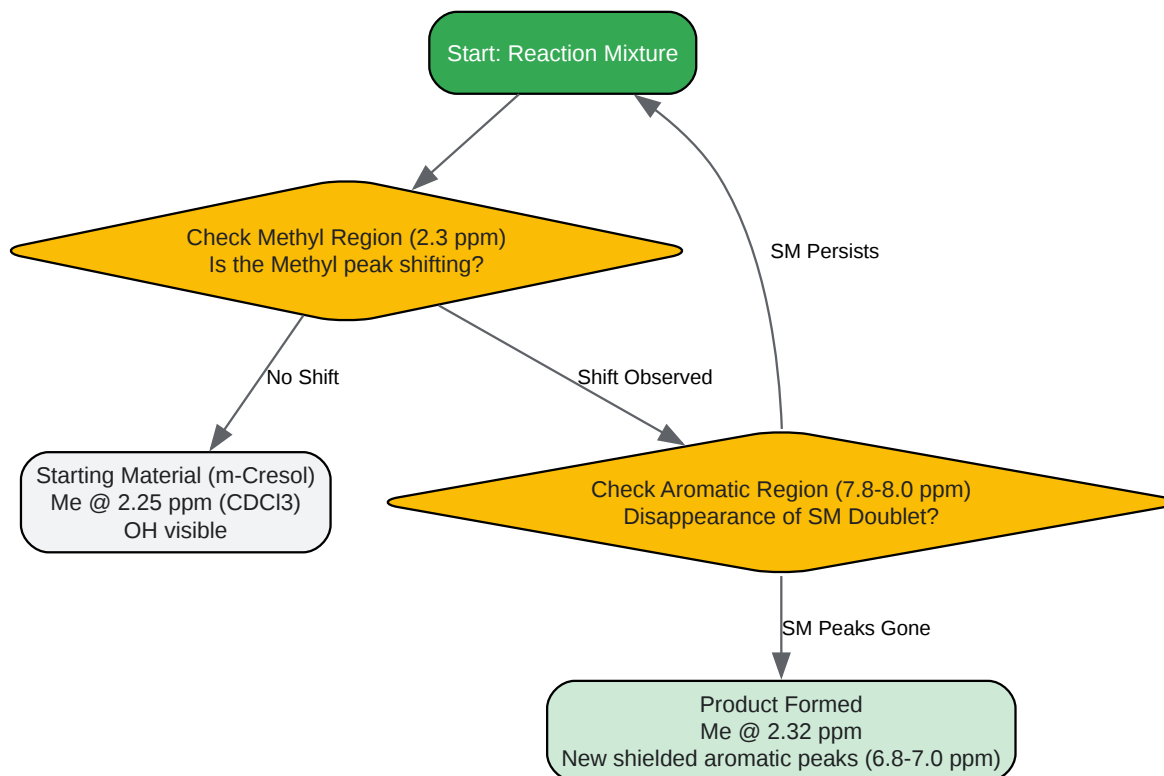 Start: Reaction Mixture
Check Methyl Region (2.3 ppm)
Is the Methyl peak shifting?
SM Persists
No Shift
Shift Observed
Starting Material (m-Cresol)
Me @ 2.25 ppm (CDCl3)
OH visible
Check Aromatic Region (7.8-8.0 ppm)
Disappearance of SM Doublet?
SM Peaks Gone
Product Formed
Me @ 2.32 ppm
New shielded aromatic peaks (6.8-7.0 ppm)